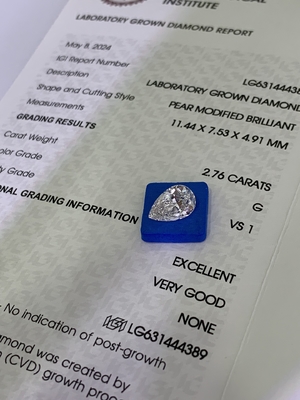 INSTITUTE
LABORATORY GROWN DIAMOND REPORT
May 8, 2024
IGI Report Number LG63144438
Description LABORATORY GROWN DIAMOND
Shape and Cutting Style PEAR MODIFIED BRILLIANT
Measurements 11.44 X 7.53 X 4.91 MM
GRADING RESULTS
Carat Weight 2.76 CARATS
olor Grade G
y Grade VS 1
ONAL GRADING INFORMATION
EXCELLENT
VERY GOOD
NONE
LG631444389
- No indication of post-growth
amond was created by
n (CVD) growth proc